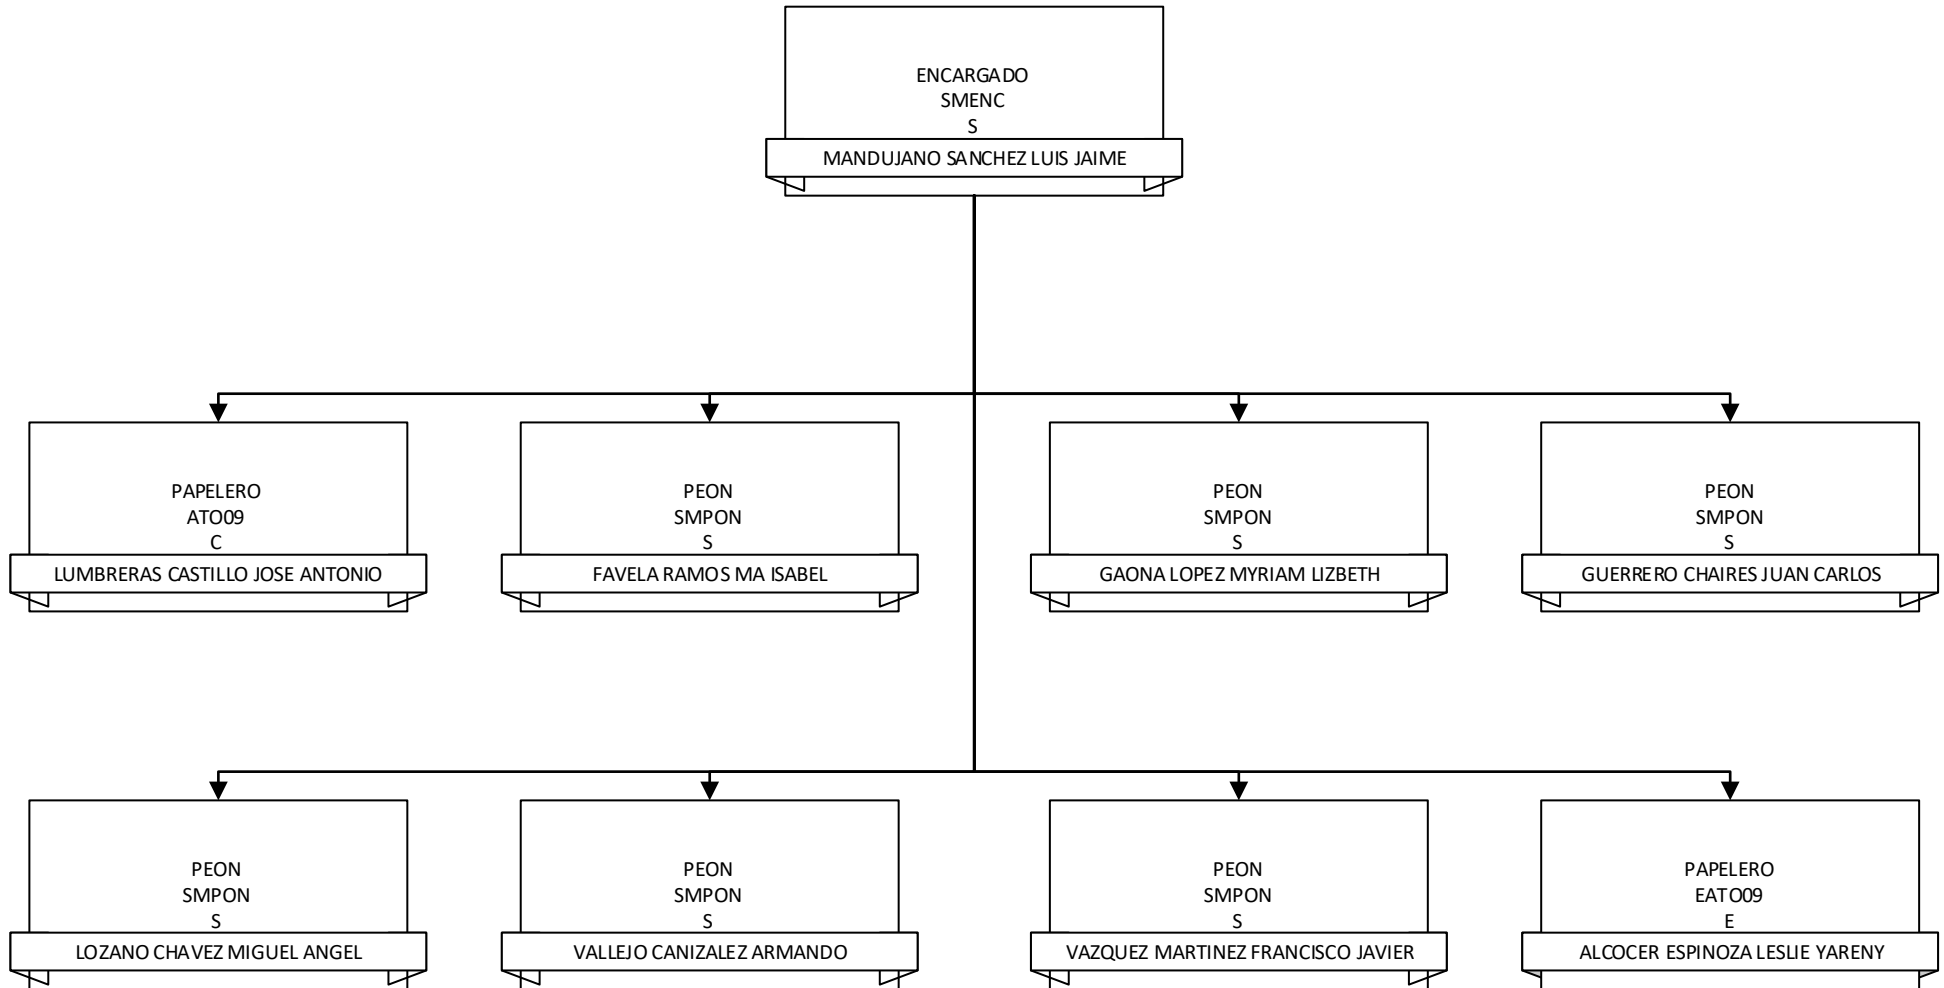 ENCARGADO
SMENC
S
MANDUJANO SANCHEZ LUIS JAIME
PAPELERO
ATO09
C
LUMBRERAS CASTILLO JOSE ANTONIO
PEON
SMPON
S
FAVELA RAMOS MA ISABEL
PEON
SMPON
S
GAONA LOPEZ MYRIAM LIZBETH
PEON
SMPON
S
GUERRERO CHAIRES JUAN CARLOS
PEON
SMPON
S
LOZANO CHAVEZ MIGUEL ANGEL
PEON
SMPON
S
VALLEJO CANIZALEZ ARMANDO
PEON
SMPON
S
VAZQUEZ MARTINEZ FRANCISCO JAVIER
PAPELERO
EATO09
E
ALCOCER ESPINOZA LESLIE YARENY